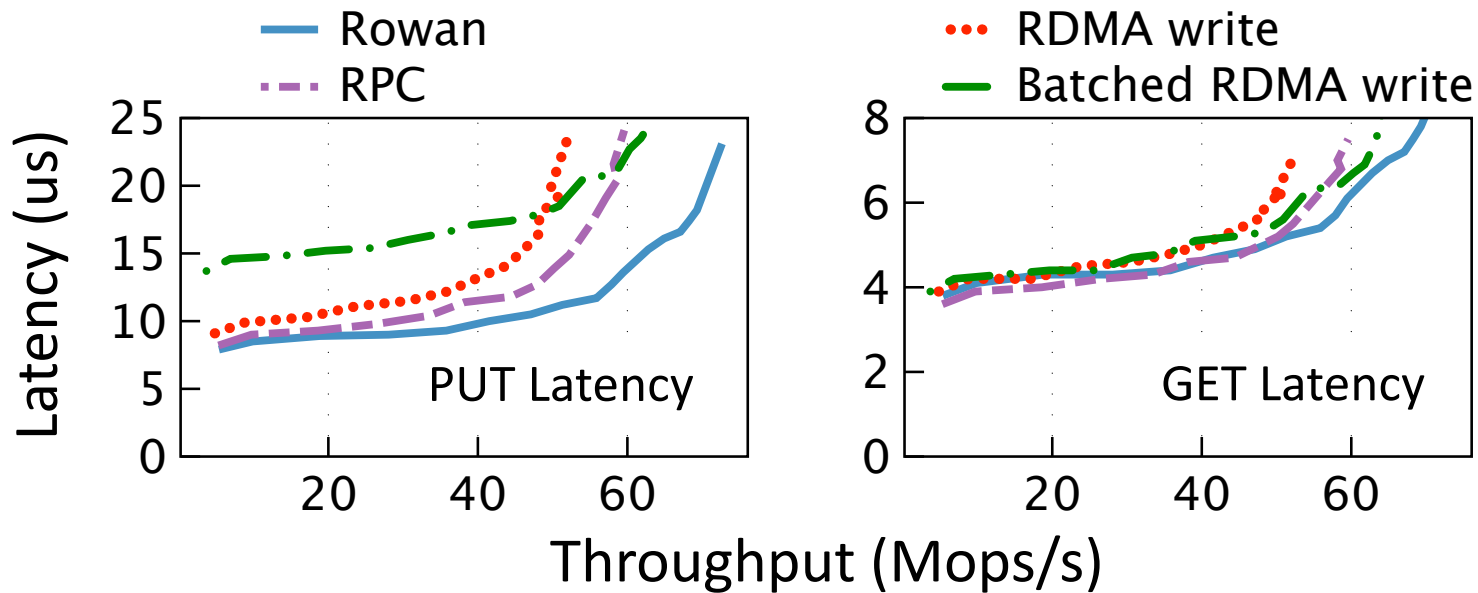 Rowan
RPC
RDMA write
Batched RDMA write
Latency (us)
25
20
15
10
5
0
20 40 60
PUT Latency
8
6
4
2
0
20 40 60
GET Latency
Throughput (Mops/s)